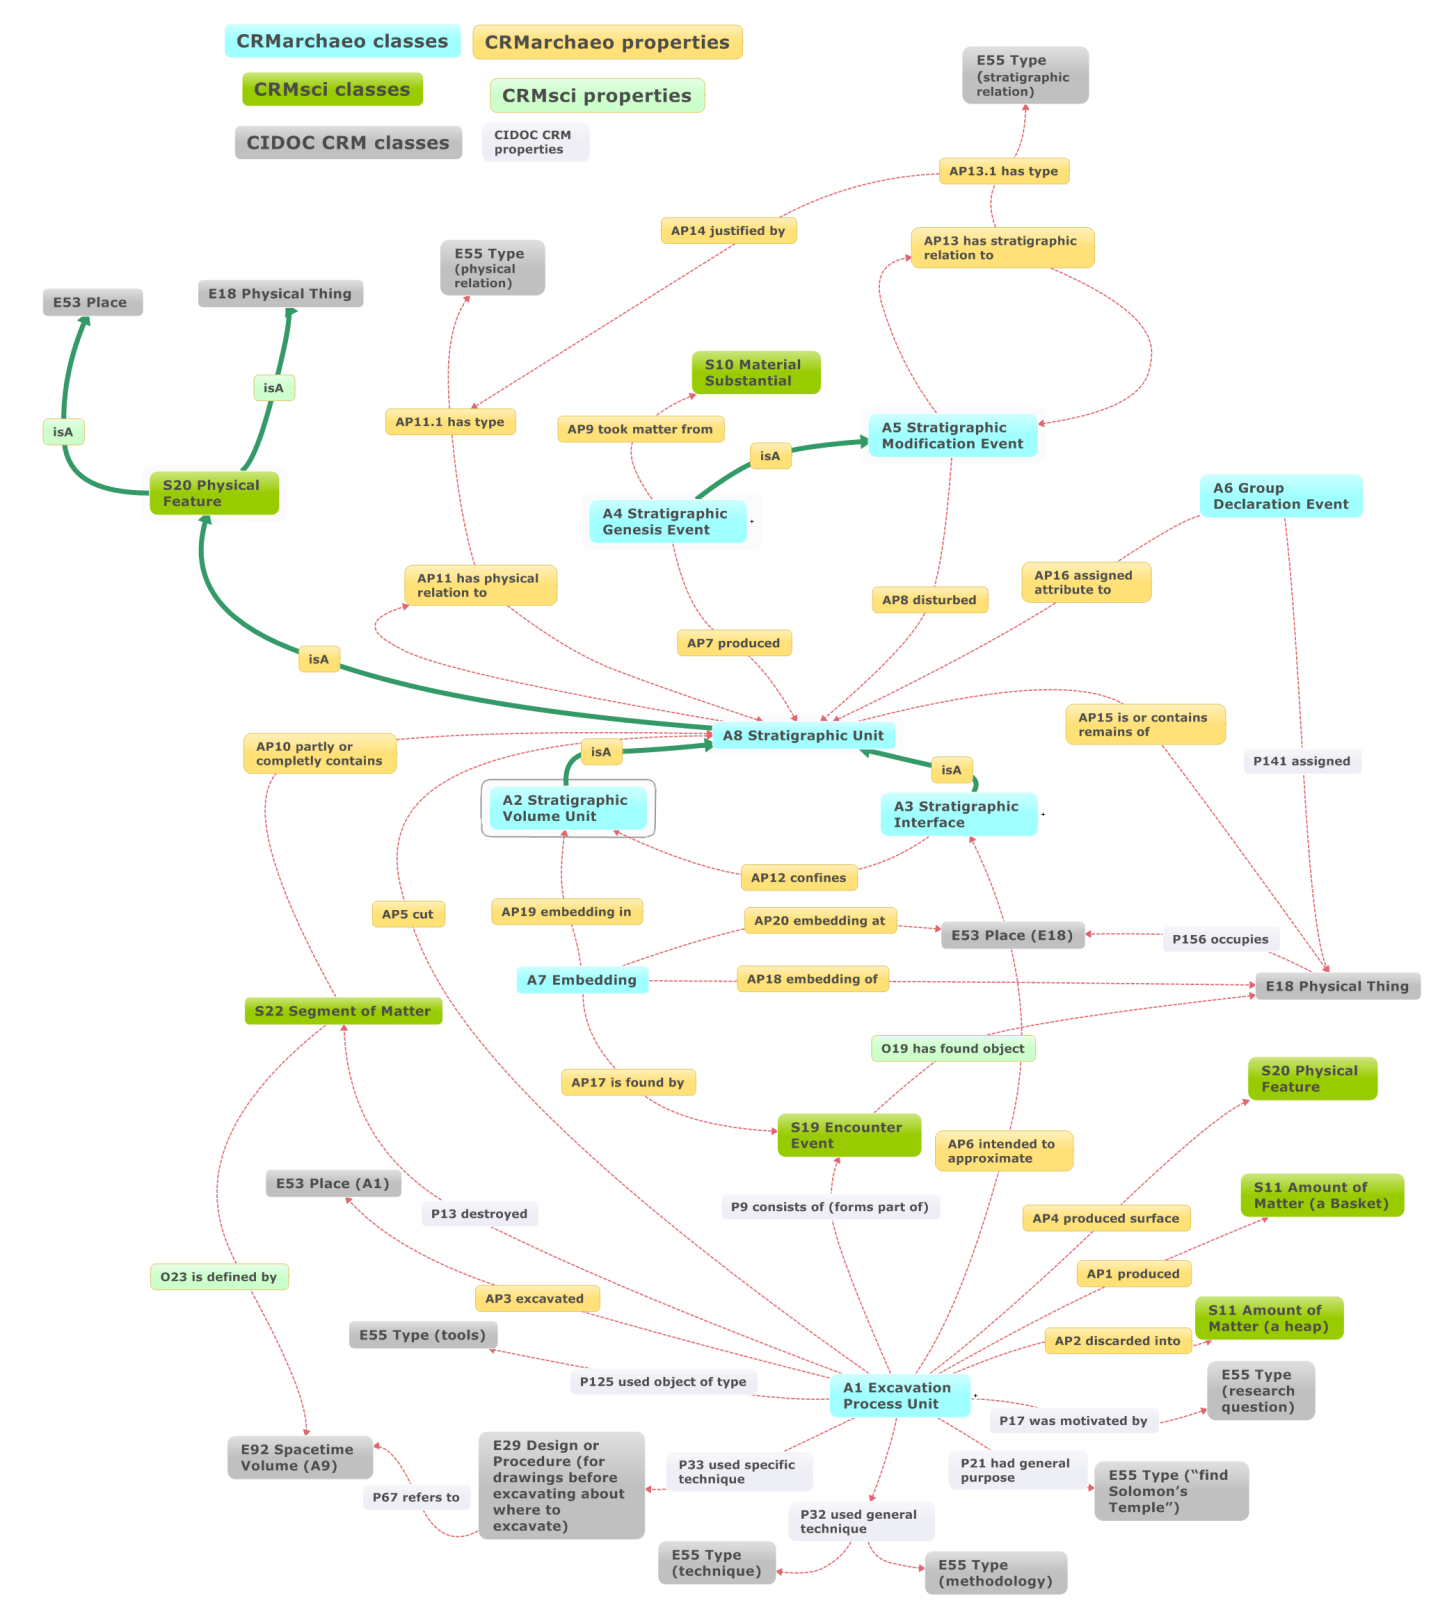 CRMarchaeo classes
CRMarchaeo properties
CRMsci classes
CRMsci properties
CIDOC CRM classes
CIDOC CRM
properties
E55 Type
(stratigraphic
relation)
AP13.1 has type
AP14 justified by
AP13 has stratigraphic
relation to
E55 Type
(physical
relation)
E53 Place
E18 Physical Thing
S10 Material
Substantial
isA
isA
AP11.1 has type
AP9 took matter from
A5 Stratigraphic
Modification Event
isA
S20 Physical
Feature
A6 Group
Declaration Event
A4 Stratigraphic
Genesis Event
AP11 has physical
relation to
AP16 assigned
attribute to
AP8 disturbed
AP7 produced
isA
AP15 is or contains
remains of
A8 Stratigraphic Unit
AP10 partly or
completly contains
isA
P141 assigned
isA
A2 Stratigraphic
Volume Unit
A3 Stratigraphic
Interface
AP12 confines
AP5 cut
AP19 embedding in
AP20 embedding at
E53 Place (E18)
P156 occupies
A7 Embedding
AP18 embedding of
E18 Physical Thing
S22 Segment of Matter
O19 has found object
AP17 is found by
S20 Physical
Feature
S19 Encounter
Event
AP6 intended to
approximate
E53 Place (A1)
S11 Amount of
Matter (a Basket)
P13 destroyed
P9 consists of (forms part of)
AP4 produced surface
O23 is defined by
AP1 produced
AP3 excavated
S11 Amount of
Matter (a heap)
E55 Type (tools)
AP2 discarded into
P125 used object of type
A1 Excavation
Process Unit
E55 Type
(research
question)
P17 was motivated by
E92 Spacetime
Volume (A9)
E29 Design or
Procedure (for
drawings before
excavating about
where to
excavate)
P33 used specific
technique
P21 had general
purpose
E55 Type (“find
Solomon’s
Temple”)
P67 refers to
P32 used general
technique
E55 Type
(technique)
E55 Type
(methodology)